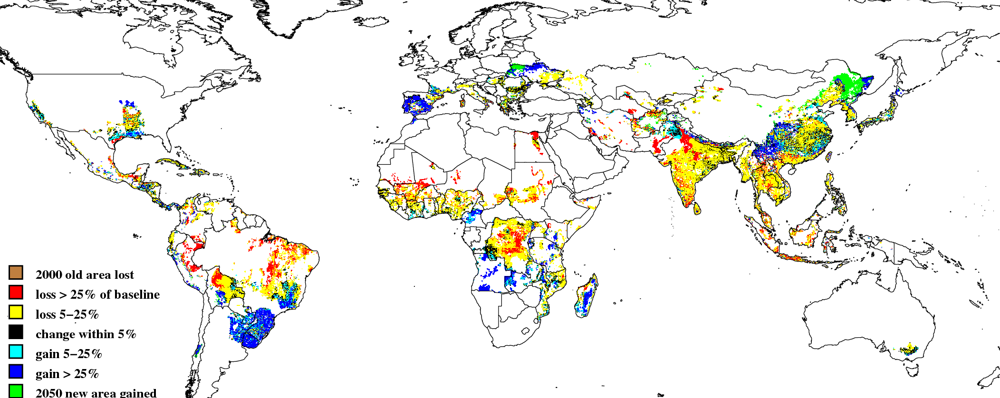 2000 old area lost
loss > 25% of baseline
loss 5–25%
change within 5%
gain 5–25%
gain > 25%
2050 new area gained